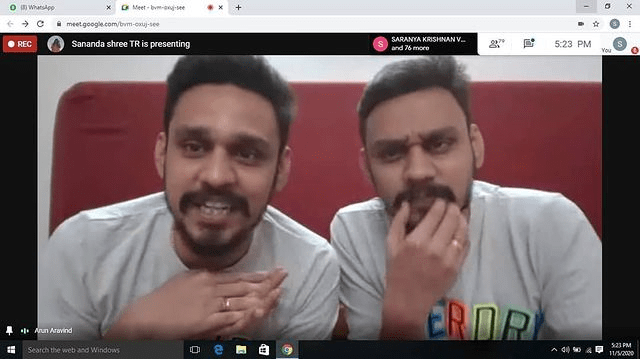 (8) WhatsApp
Meet - bvm-oxuj-see
meet.google.com/bvm-oxuj-see
REC
Sananda shree TR is presenting
S
SARANYA KRISHNAN V...
and 76 more
79
5:23 PM
You
S
Arun Aravind
ERDR
Search the web and Windows
5:23 PM
11/5/2020